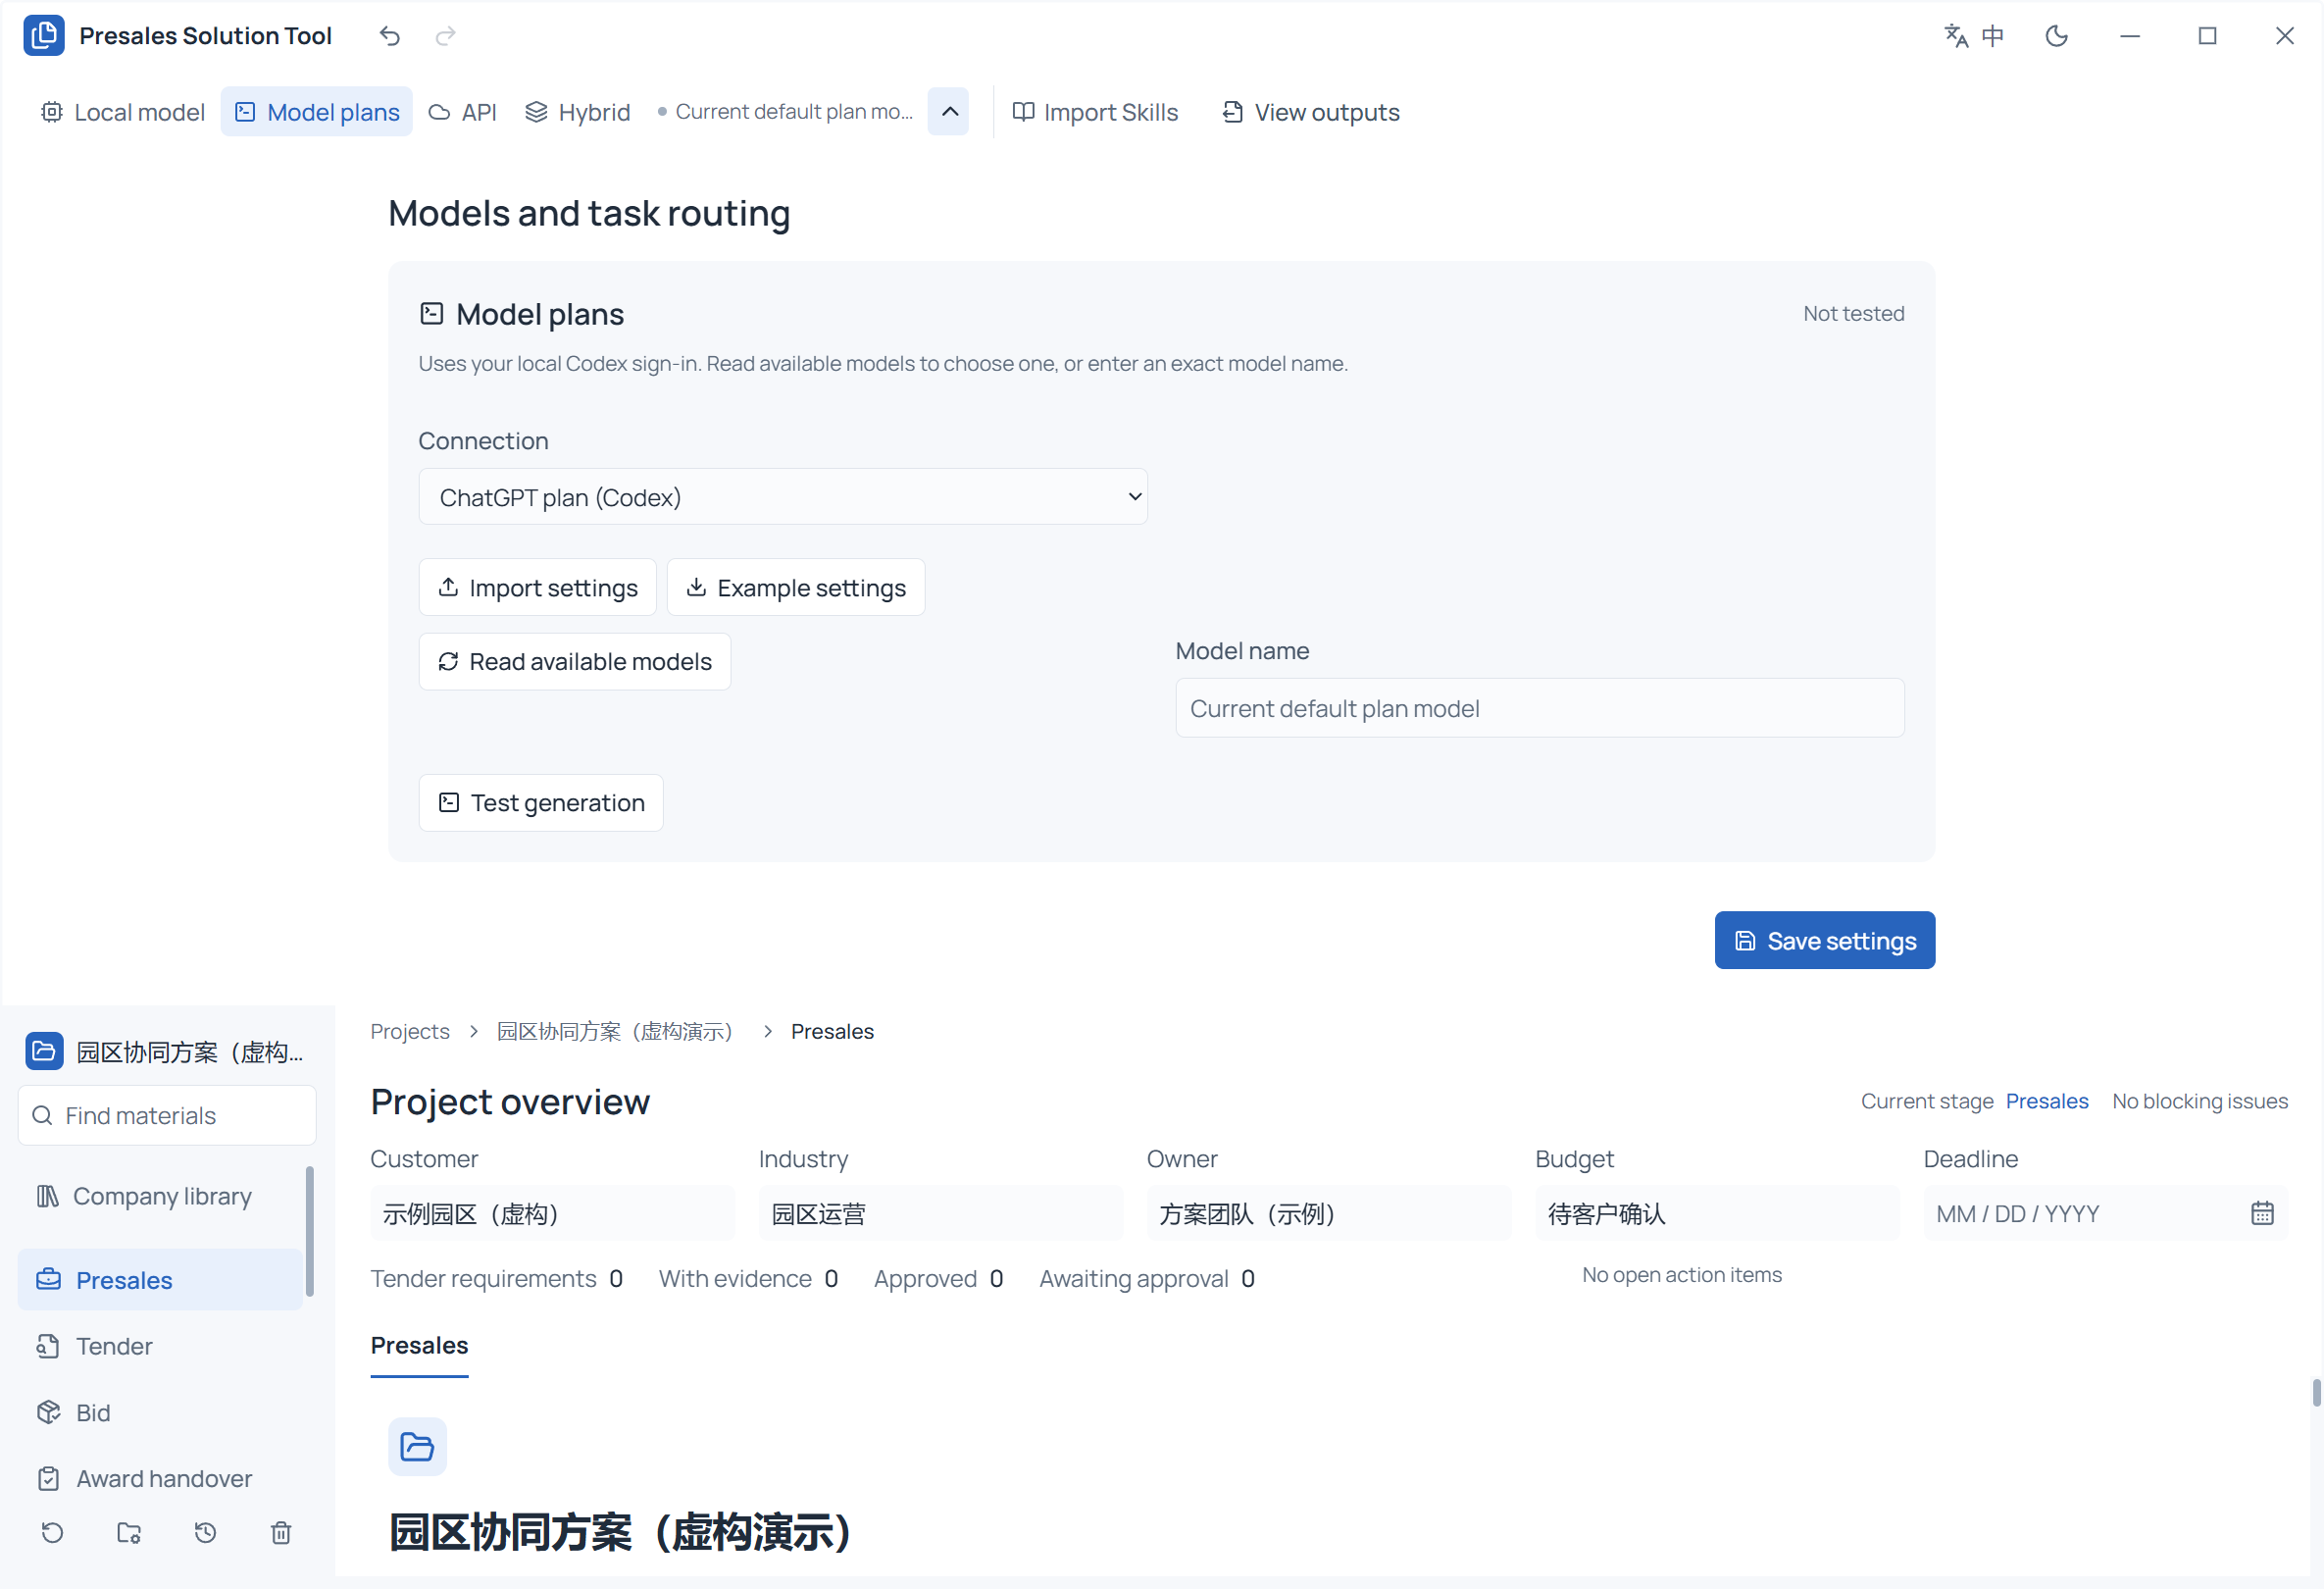 Presales Solution Tool
中
Local model
Model plans
API
Hybrid
Current default plan mo...
Import Skills
View outputs
Models and task routing
Model plans
Not tested
Uses your local Codex sign-in. Read available models to choose one, or enter an exact model name.
Connection
ChatGPT plan (Codex)
Import settings
Example settings
Read available models
Model name
Current default plan model
Test generation
Save settings
园区协同方案（虚构...
Find materials
Company library
Presales
Tender
Bid
Award handover
Projects > 园区协同方案（虚构演示） > Presales
Project overview
Current stage Presales No blocking issues
Customer
Industry
Owner
Budget
Deadline
示例园区（虚构）
园区运营
方案团队（示例）
待客户确认
MM / DD / YYYY
Tender requirements 0 With evidence 0 Approved 0 Awaiting approval 0
No open action items
Presales
园区协同方案（虚构演示）